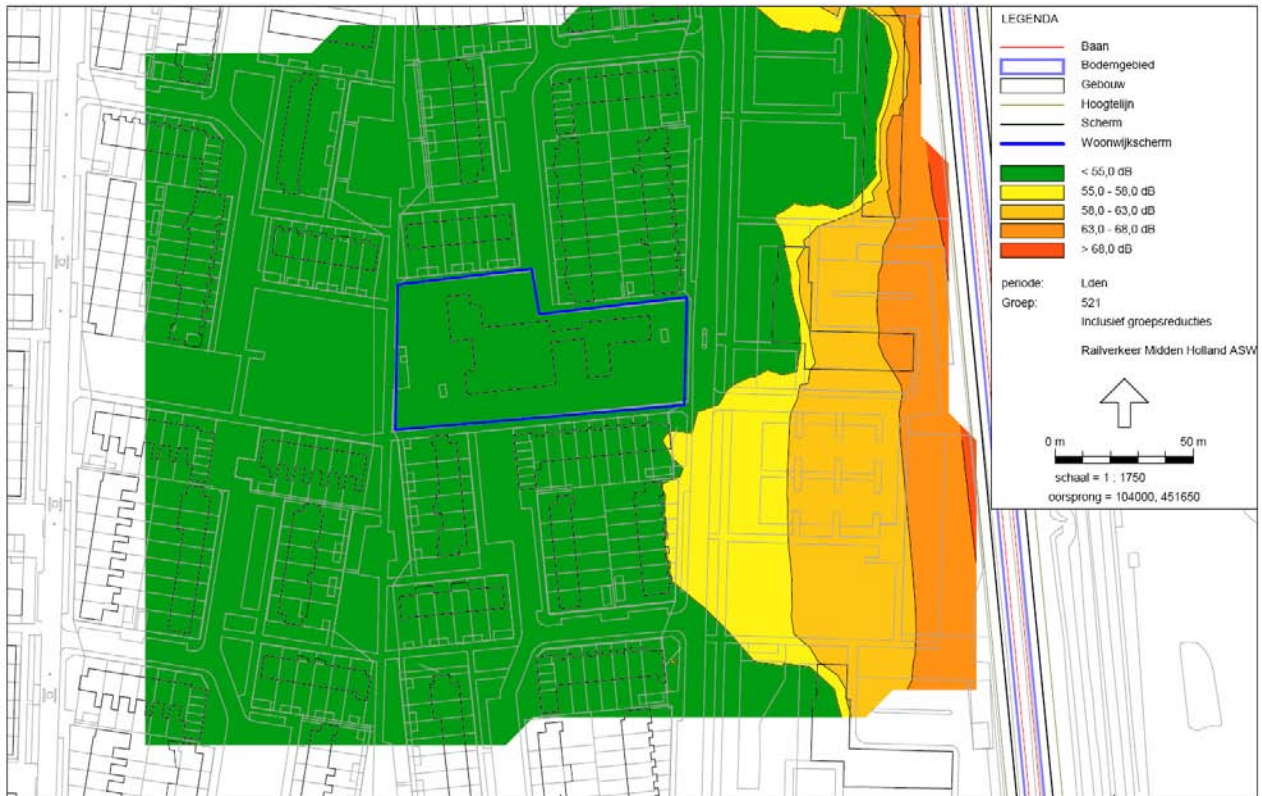 LEGENDA
Baan
Bodemgebied
Gebouw
Hoogtelijn
Scherm
Woonwijkscherm
< 55,0 dB
55,0 - 58,0 dB
58,0 - 63,0 dB
63,0 - 68,0 dB
> 68,0 dB
periode: Lden
Groep: 521
Inclusief groepsreducties
Railverkeer Midden Holland ASW
0 m 50 m
schaal = 1 : 1750
oorsprong = 104000, 451650